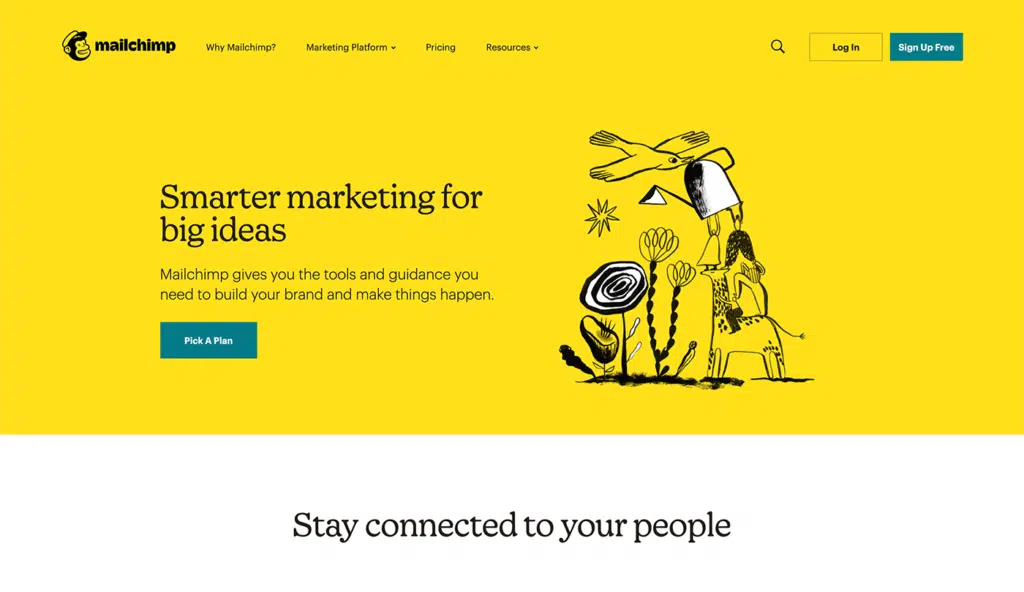 mailchimp
Why Mailchimp?
Marketing Platform
Pricing
Resources
Log In
Sign Up Free
Smarter marketing for
big ideas
Mailchimp gives you the tools and guidance you
need to build your brand and make things happen.
Pick A Plan
Stay connected to your people